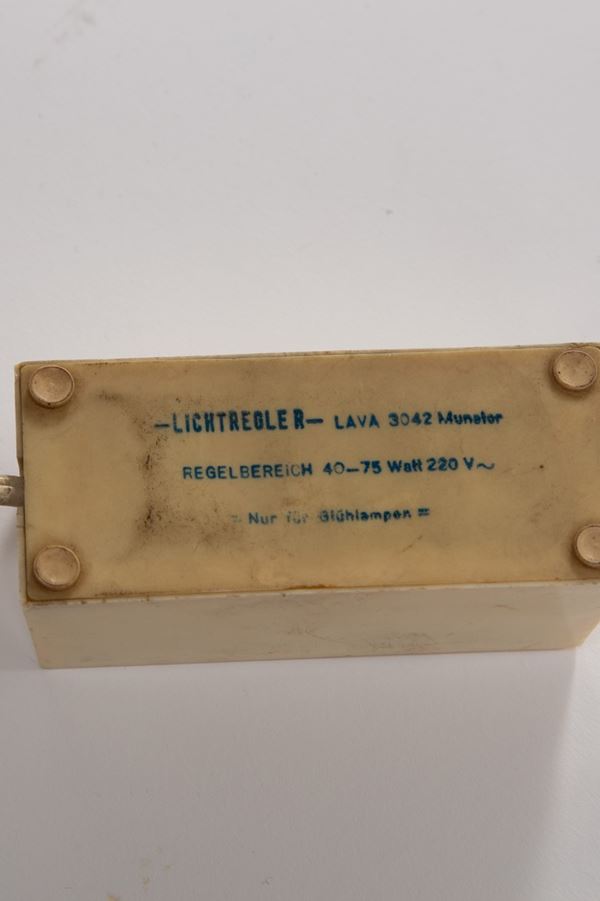 —LICHTREGLER— LAVA 3042 Munster
REGELBEREICH 40—75 Watt 220 V~
= Nur für Glühlampen =